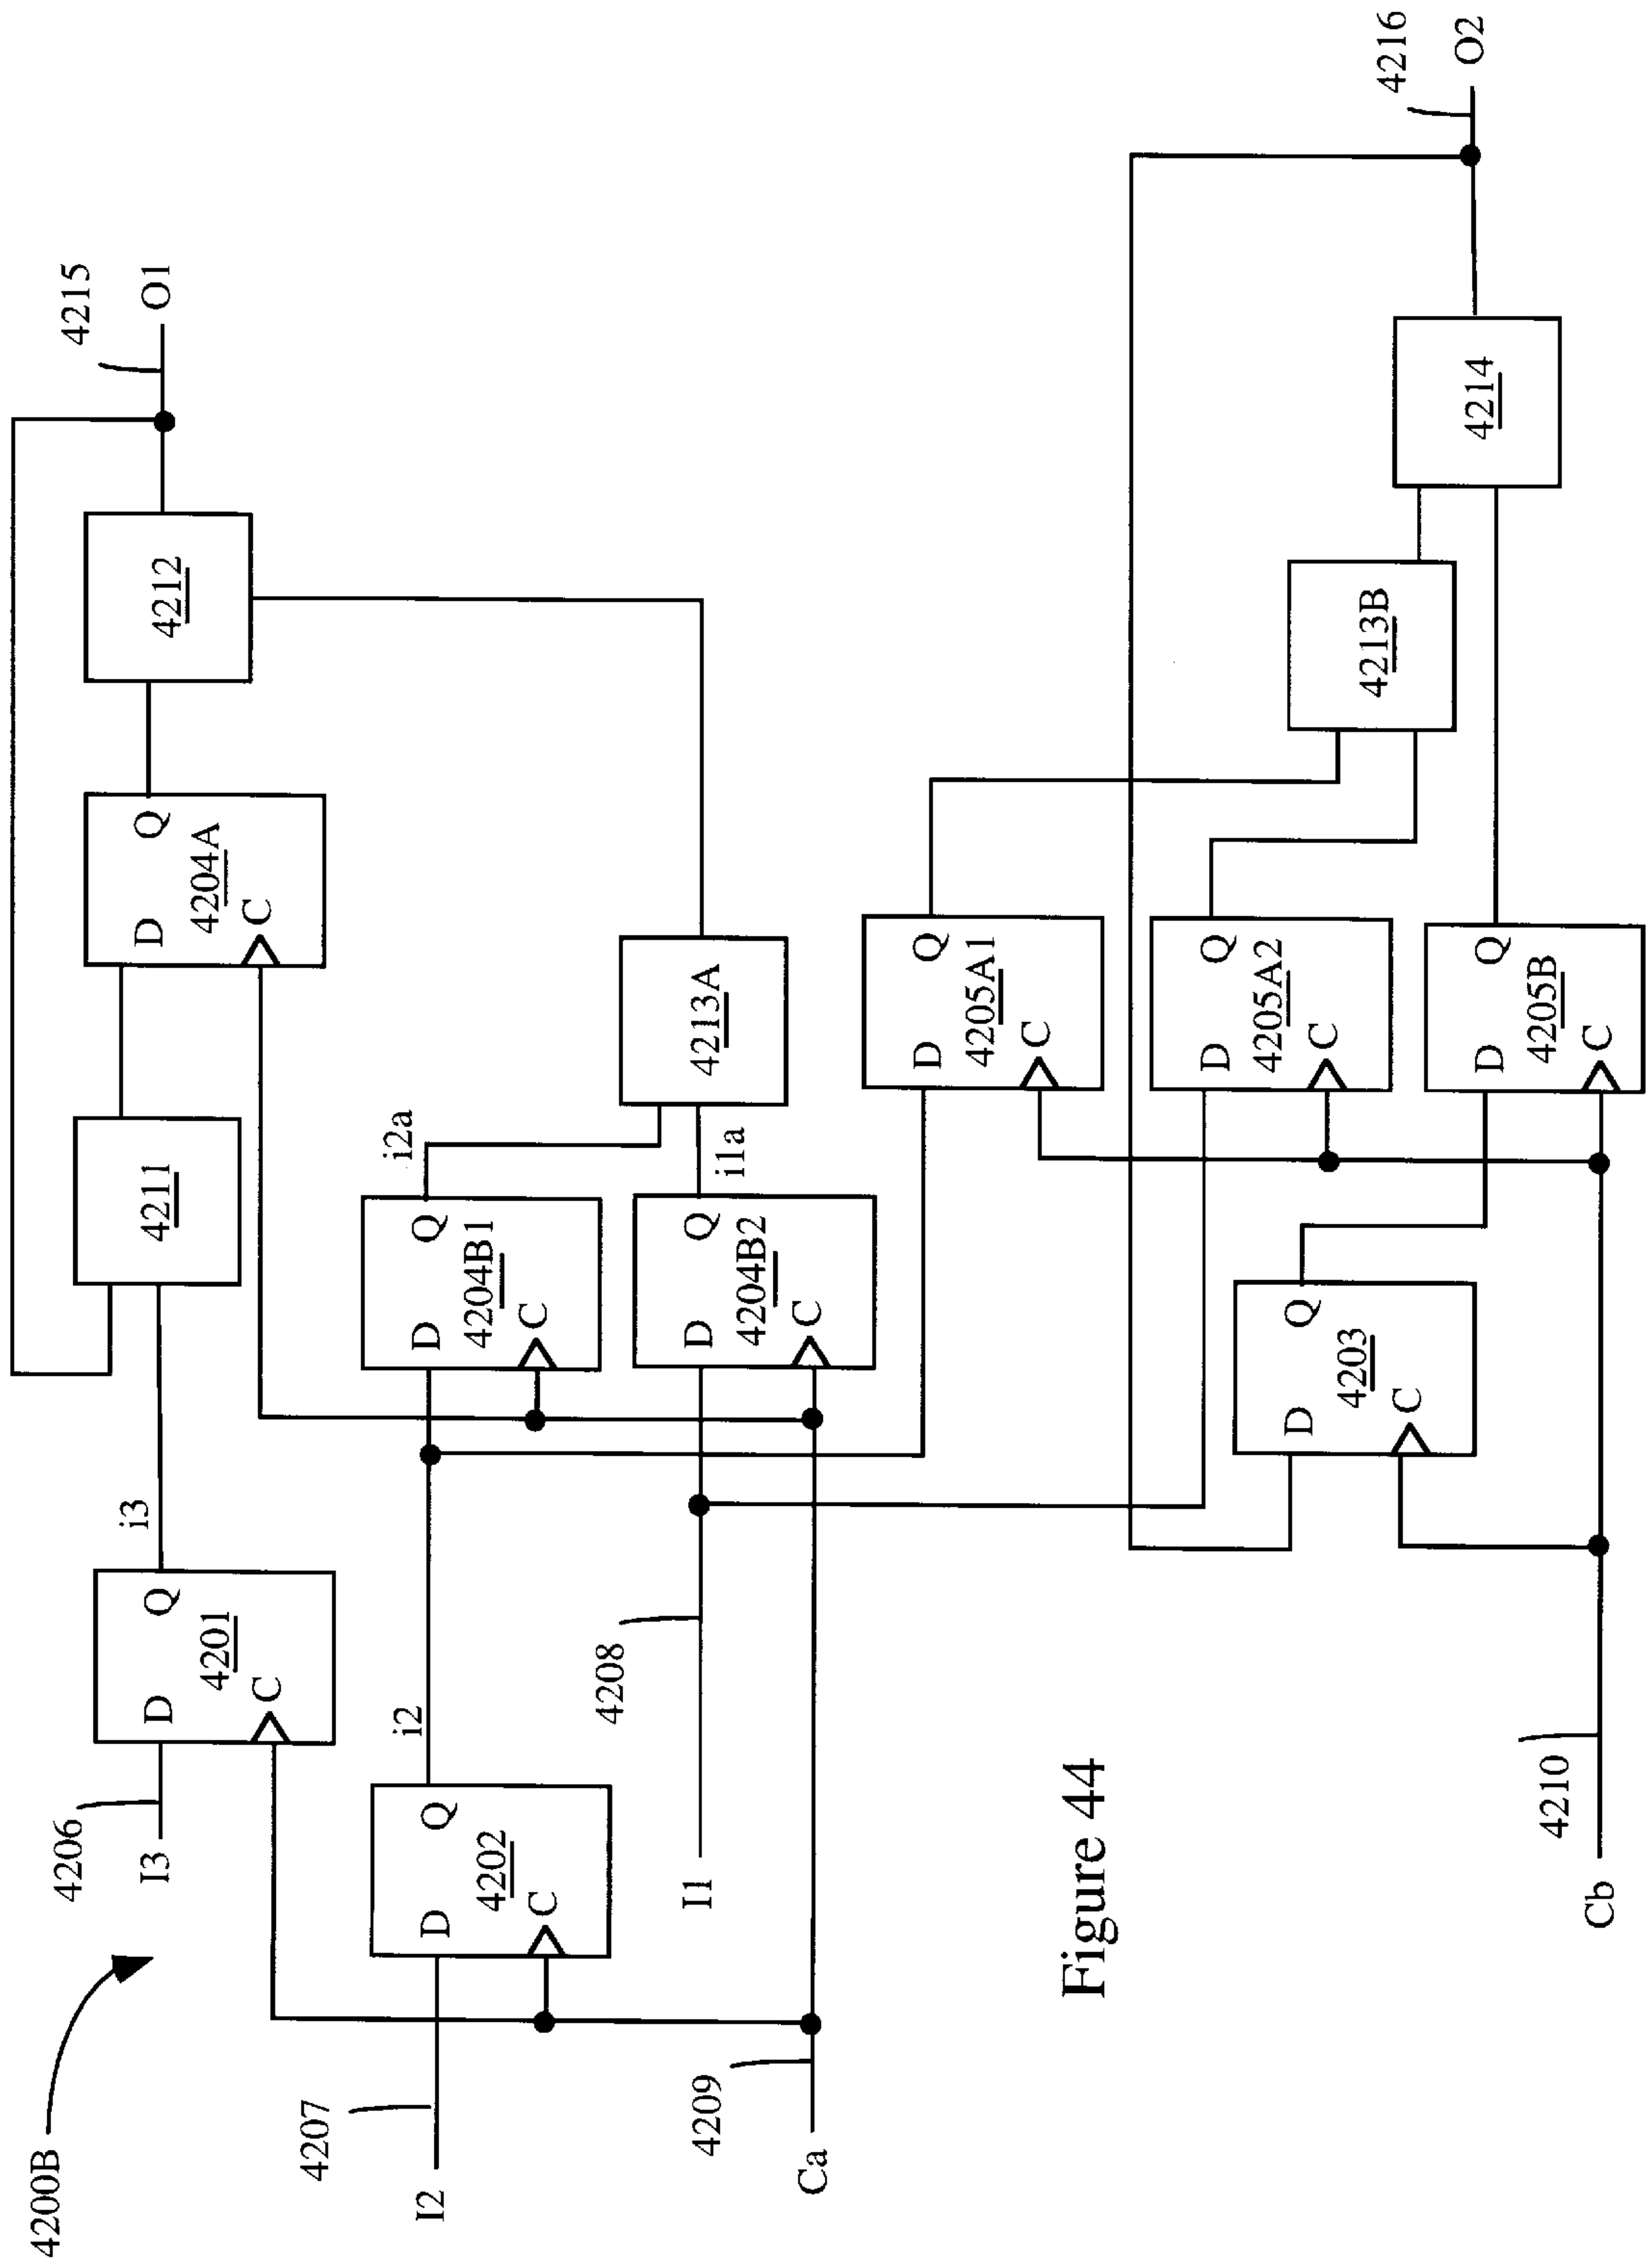 4200B
4206
I3
D
Q
4201
C
i3
4211
D
Q
4204A
C
4212
4215
O1
4207
I2
D
Q
4202
C
i2
D
Q
4204B1
C
i2a
4208
I1
D
Q
4204B2
C
i1a
4213A
4209
Ca
D
Q
4205A1
C
D
Q
4205A2
C
4213B
D
Q
4203
C
D
Q
4205B
C
4214
4216
O2
4210
Cb
Figure 44